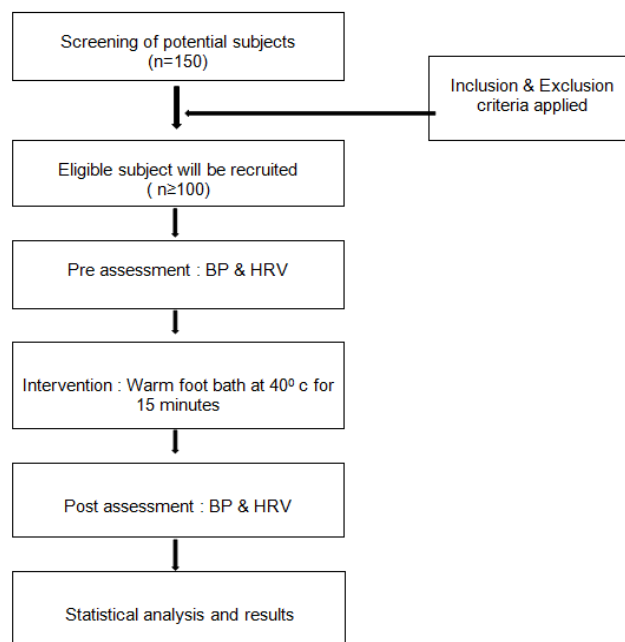 Screening of potential subjects
(n=150)
Inclusion & Exclusion
criteria applied
Eligible subject will be recruited
( n≥100)
Pre assessment : BP & HRV
Intervention : Warm foot bath at 40⁰ c for
15 minutes
Post assessment : BP & HRV
Statistical analysis and results